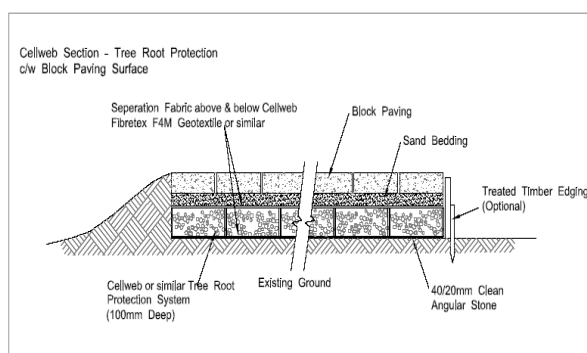 Cellweb Section - Tree Root Protection
c/w Block Paving Surface
Seperation Fabric above & below Cellweb
Fibretex F4M Geotextile or similar
Block Paving
Sand Bedding
Treated Timber Edging
(Optional)
Cellweb or similar Tree Root
Protection System
(100mm Deep)
Existing Ground
40/20mm Clean
Angular Stone